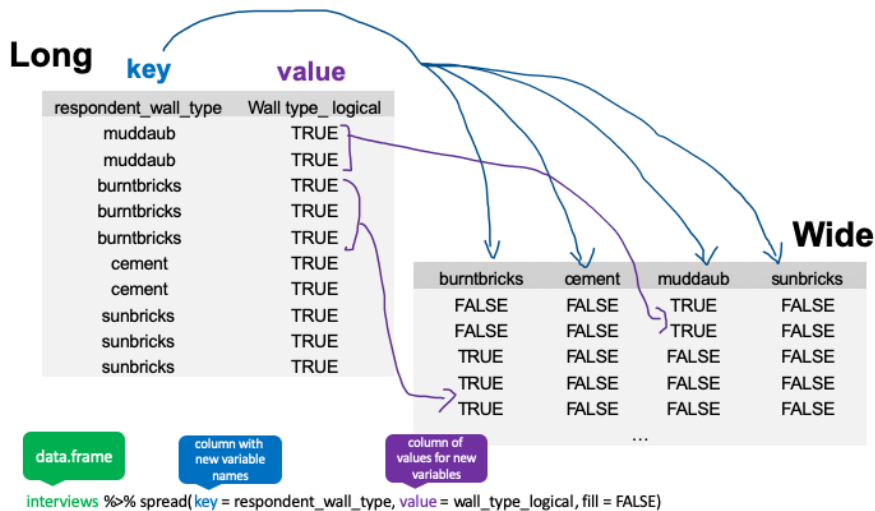 Long
key value
respondent_wall_type Wall type_ logical
muddaub TRUE
muddaub TRUE
burntbricks TRUE
burntbricks TRUE
burntbricks TRUE
cement TRUE
cement TRUE
sunbricks TRUE
sunbricks TRUE
sunbricks TRUE
Wide
burntbricks cement muddaub sunbricks
FALSE FALSE TRUE FALSE
FALSE FALSE TRUE FALSE
TRUE FALSE FALSE FALSE
TRUE FALSE FALSE FALSE
TRUE FALSE FALSE FALSE
...
data.frame
column with
new variable
names
column of
values for new
variables
interviews %>% spread(key = respondent_wall_type, value = wall_type_logical, fill = FALSE)